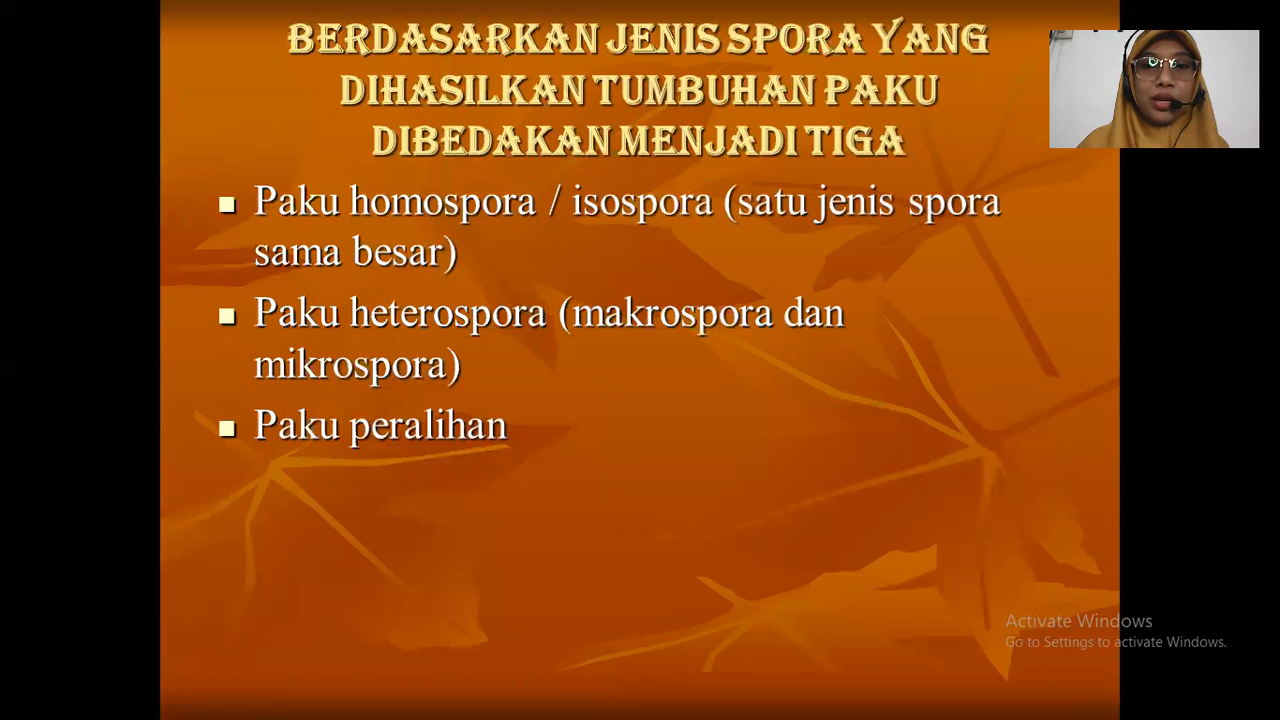 BERDASARKAN JENIS SPORA YANG
DIHASILKAN TUMBUHAN PAKU
DIBEDAKAN MENJADI TIGA
Paku homospora / isospora (satu jenis spora
sama besar)
Paku heterospora (makrospora dan
mikrospora)
Paku peralihan
Activate Windows
Go to Settings to activate Windows.